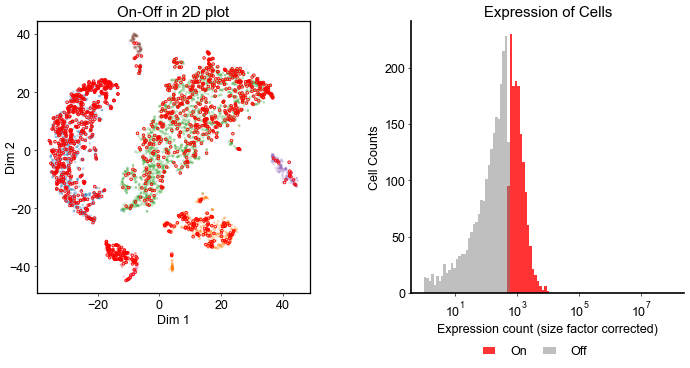 On-Off in 2D plot
Expression of Cells
Dim 2
40
20
0
−20
−40
−20
0
20
40
Dim 1
Cell Counts
200
150
100
50
0
10^1
10^3
10^5
10^7
Expression count (size factor corrected)
On
Off